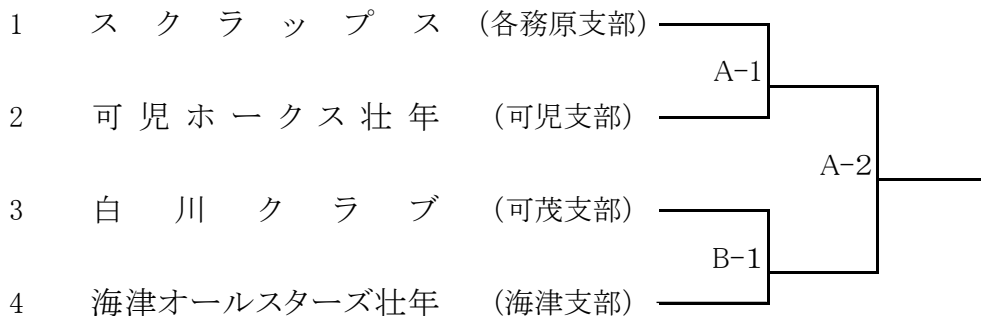 1 スクラップス (各務原支部)
A-1
2 可児ホークス壮年 (可児支部)
A-2
3 白川クラブ (可茂支部)
B-1
4 海津オールスターズ壮年 (海津支部)